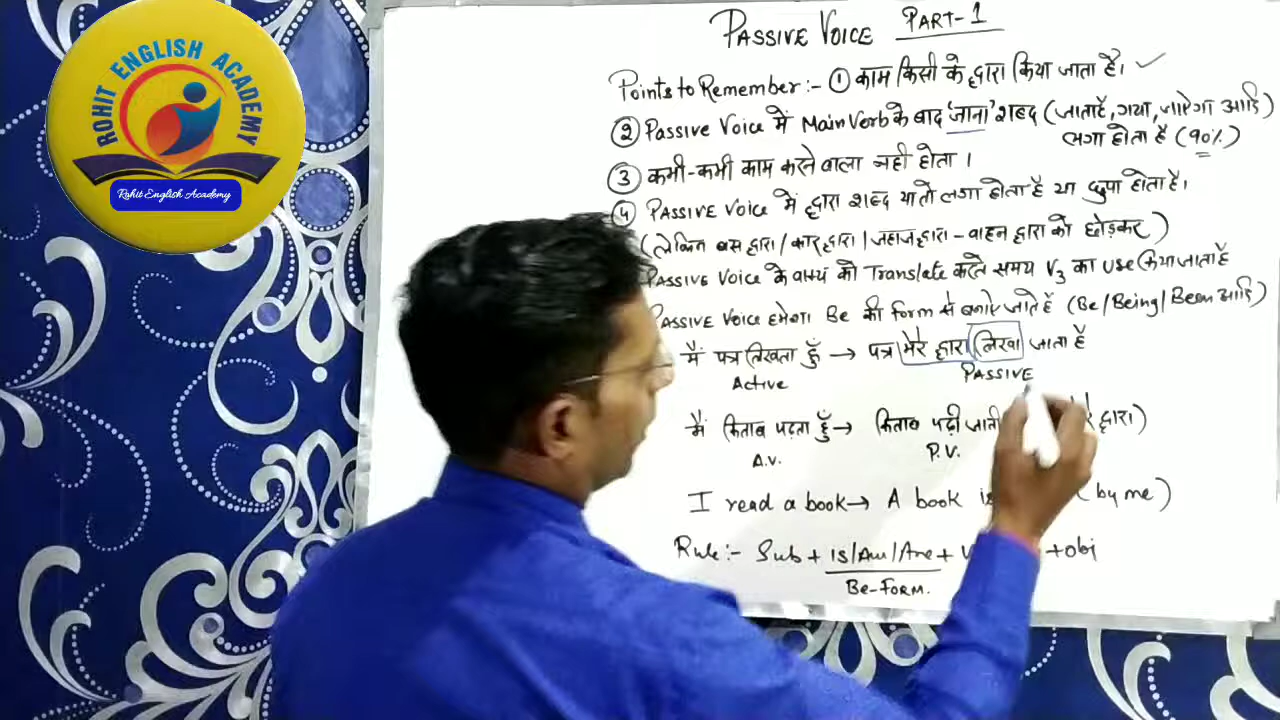 ROHIT ENGLISH ACADEMY
Rohit English Academy
PASSIVE VOICE PART-1
Points to Remember:- ① काम किसी के द्वारा किया जाता है।
② Passive Voice में Main Verb के बाद 'जाना' शब्द (जाता है, गया, जाऐगा आदि)
लगा होता है (90%)
③ कभी-कभी काम करने वाला नही होता ।
④ PASSIVE VOICE में द्वारा शब्द या तो लगा होता है या छुपा होता है।
(लेकिन बस द्वारा/कार द्वारा/जहाज द्वारा - वाहन द्वारा को छोड़कर)
PASSIVE VOICE के वाक्य को Translate करते समय V3 का use किया जाता है
PASSIVE VOICE हमेशा Be की form से बनाऐ जाते हैं (Be/Being/Been आदि)
मैं पत्र लिखता हूँ → पत्र मेरे द्वारा लिखा जाता है
Active PASSIVE
मैं किताब पढ़ता हूँ → किताब पढ़ी जाती द्वारा)
A.V. P.V.
I read a book → A book is (by me)
Rule:- Sub + is/Am/Are + +obj
Be-FORM.